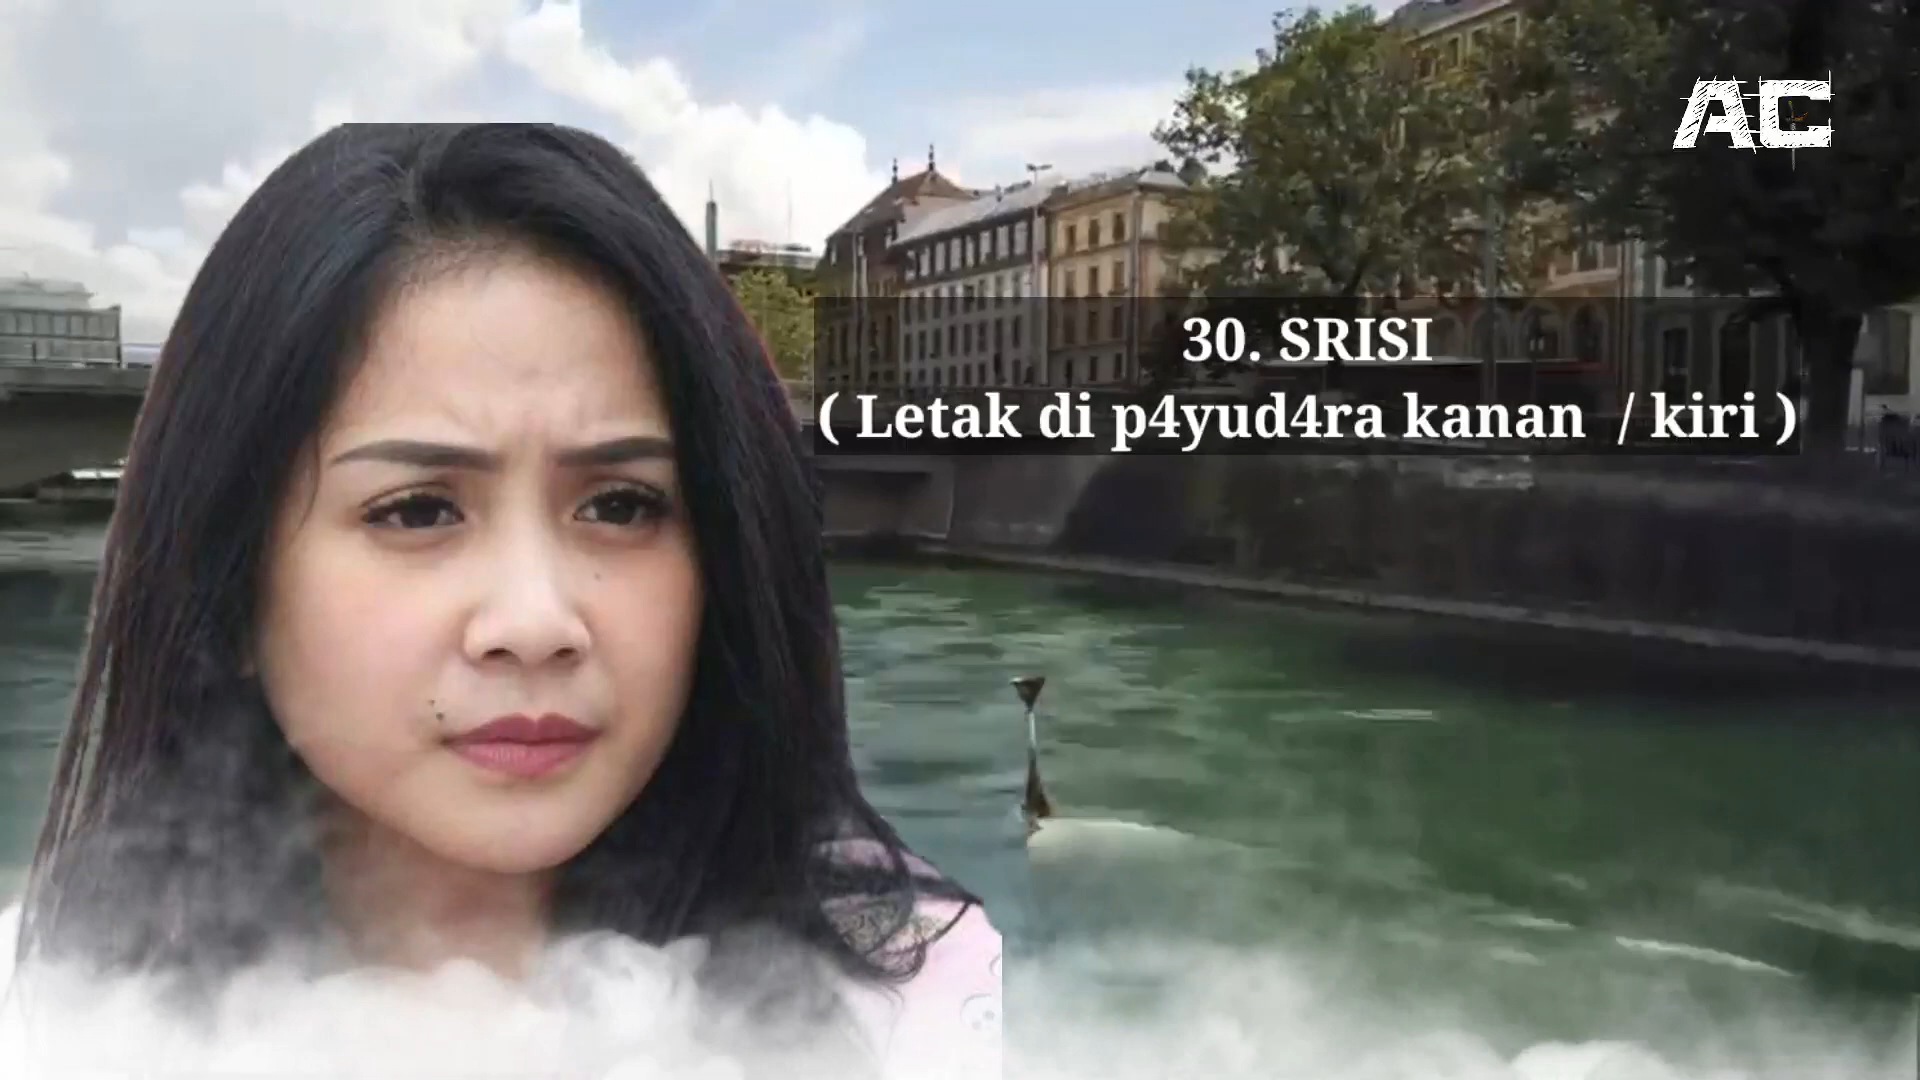 AC
30. SRISI
( Letak di p4yud4ra kanan / kiri )